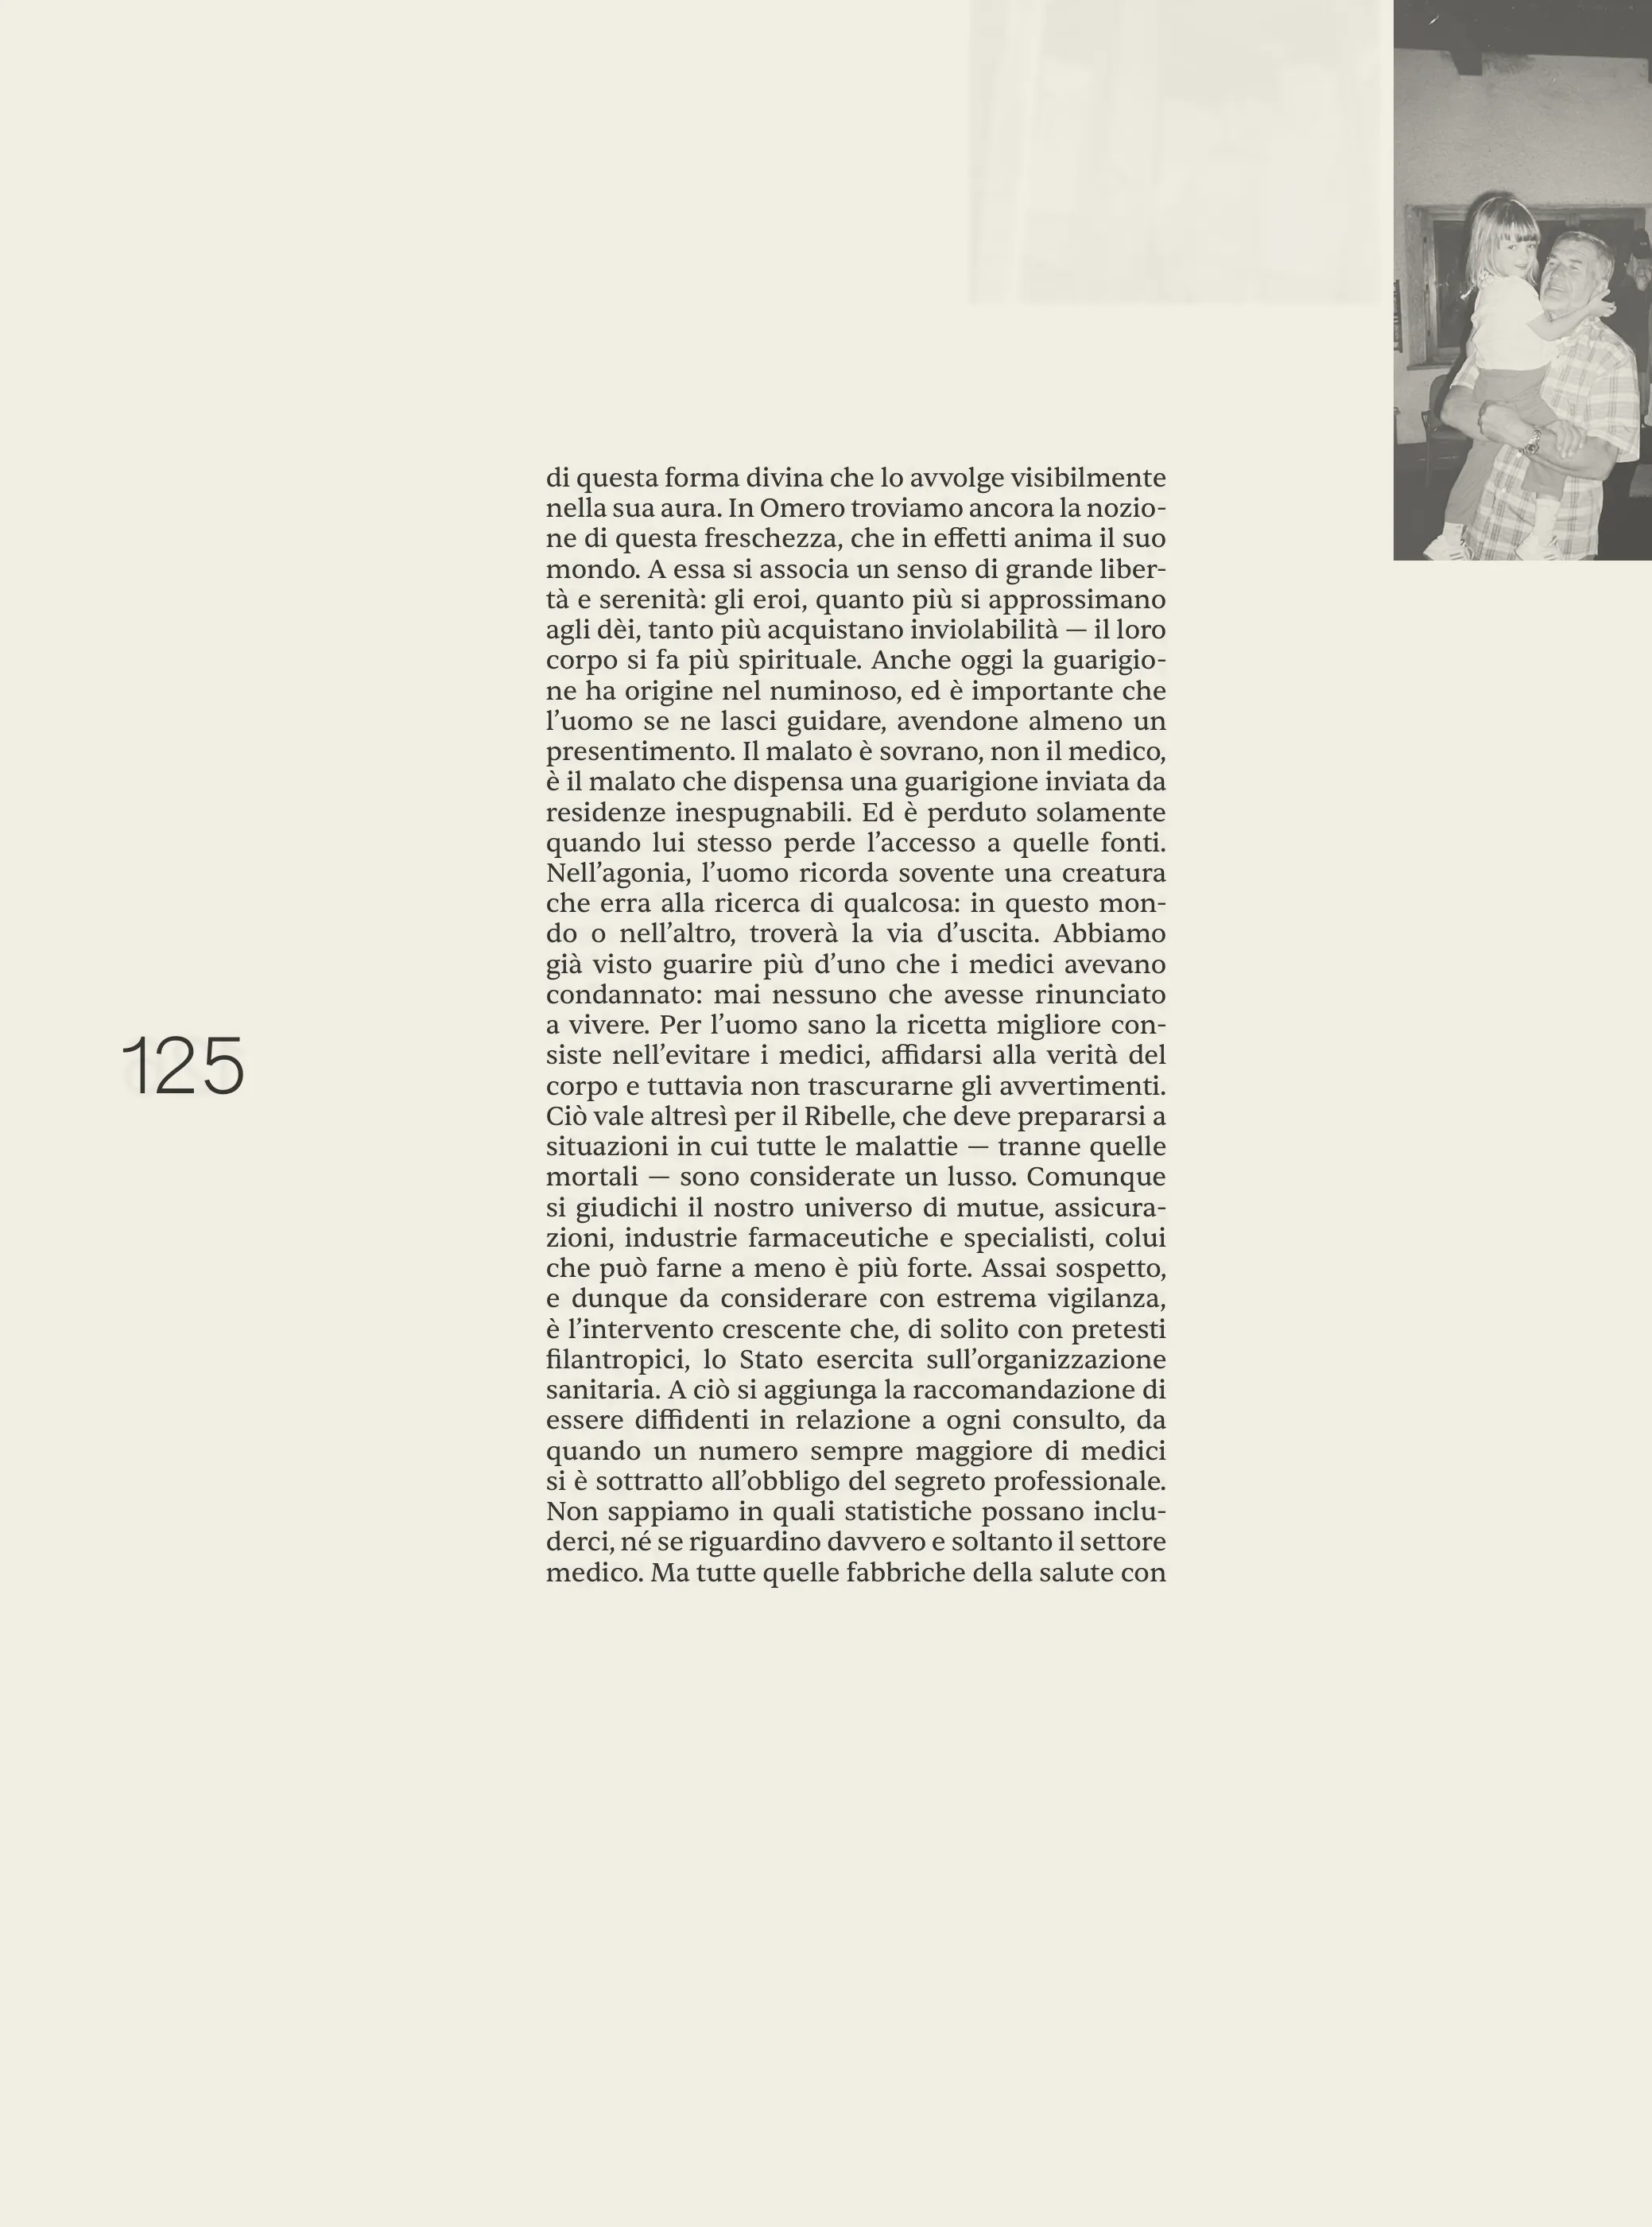 di questa forma divina che lo avvolge visibilmente
nella sua aura. In Omero troviamo ancora la nozio-
ne di questa freschezza, che in effetti anima il suo
mondo. A essa si associa un senso di grande liber-
tà e serenità: gli eroi, quanto più si approssimano
agli dèi, tanto più acquistano inviolabilità — il loro
corpo si fa più spirituale. Anche oggi la guarigio-
ne ha origine nel numinoso, ed è importante che
l’uomo se ne lasci guidare, avendone almeno un
presentimento. Il malato è sovrano, non il medico,
è il malato che dispensa una guarigione inviata da
residenze inespugnabili. Ed è perduto solamente
quando lui stesso perde l’accesso a quelle fonti.
Nell’agonia, l’uomo ricorda sovente una creatura
che erra alla ricerca di qualcosa: in questo mon-
do o nell’altro, troverà la via d’uscita. Abbiamo
già visto guarire più d’uno che i medici avevano
condannato: mai nessuno che avesse rinunciato
a vivere. Per l’uomo sano la ricetta migliore con-
siste nell’evitare i medici, affidarsi alla verità del
corpo e tuttavia non trascurarne gli avvertimenti.
Ciò vale altresì per il Ribelle, che deve prepararsi a
situazioni in cui tutte le malattie — tranne quelle
mortali — sono considerate un lusso. Comunque
si giudichi il nostro universo di mutue, assicura-
zioni, industrie farmaceutiche e specialisti, colui
che può farne a meno è più forte. Assai sospetto,
e dunque da considerare con estrema vigilanza,
è l’intervento crescente che, di solito con pretesti
filantropici, lo Stato esercita sull’organizzazione
sanitaria. A ciò si aggiunga la raccomandazione di
essere diffidenti in relazione a ogni consulto, da
quando un numero sempre maggiore di medici
si è sottratto all’obbligo del segreto professionale.
Non sappiamo in quali statistiche possano inclu-
derci, né se riguardino davvero e soltanto il settore
medico. Ma tutte quelle fabbriche della salute con
125